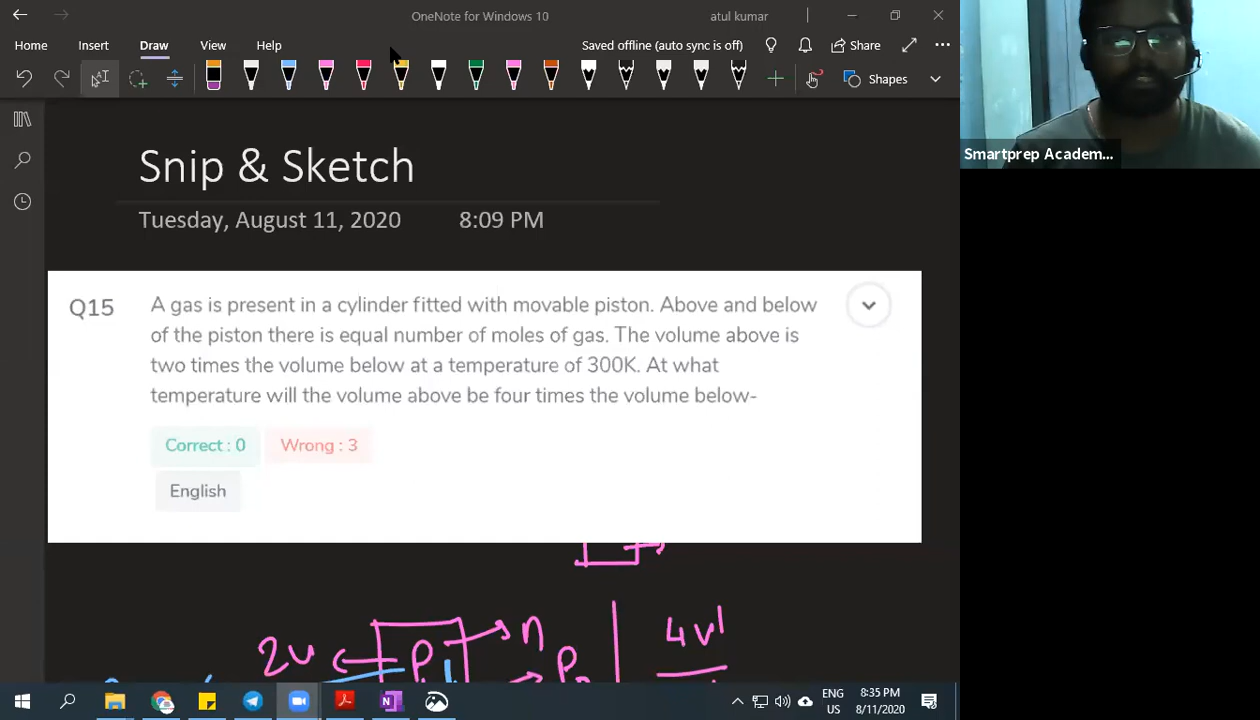 OneNote for Windows 10
atul kumar
Home Insert Draw View Help
Saved offline (auto sync is off)
Share
Shapes
Smartprep Academ...
Snip & Sketch
Tuesday, August 11, 2020 8:09 PM
Q15
A gas is present in a cylinder fitted with movable piston. Above and below
of the piston there is equal number of moles of gas. The volume above is
two times the volume below at a temperature of 300K. At what
temperature will the volume above be four times the volume below-
Correct : 0 Wrong : 3
English
2v
P1
n
P2
4v'
ENG
US
8:35 PM
8/11/2020